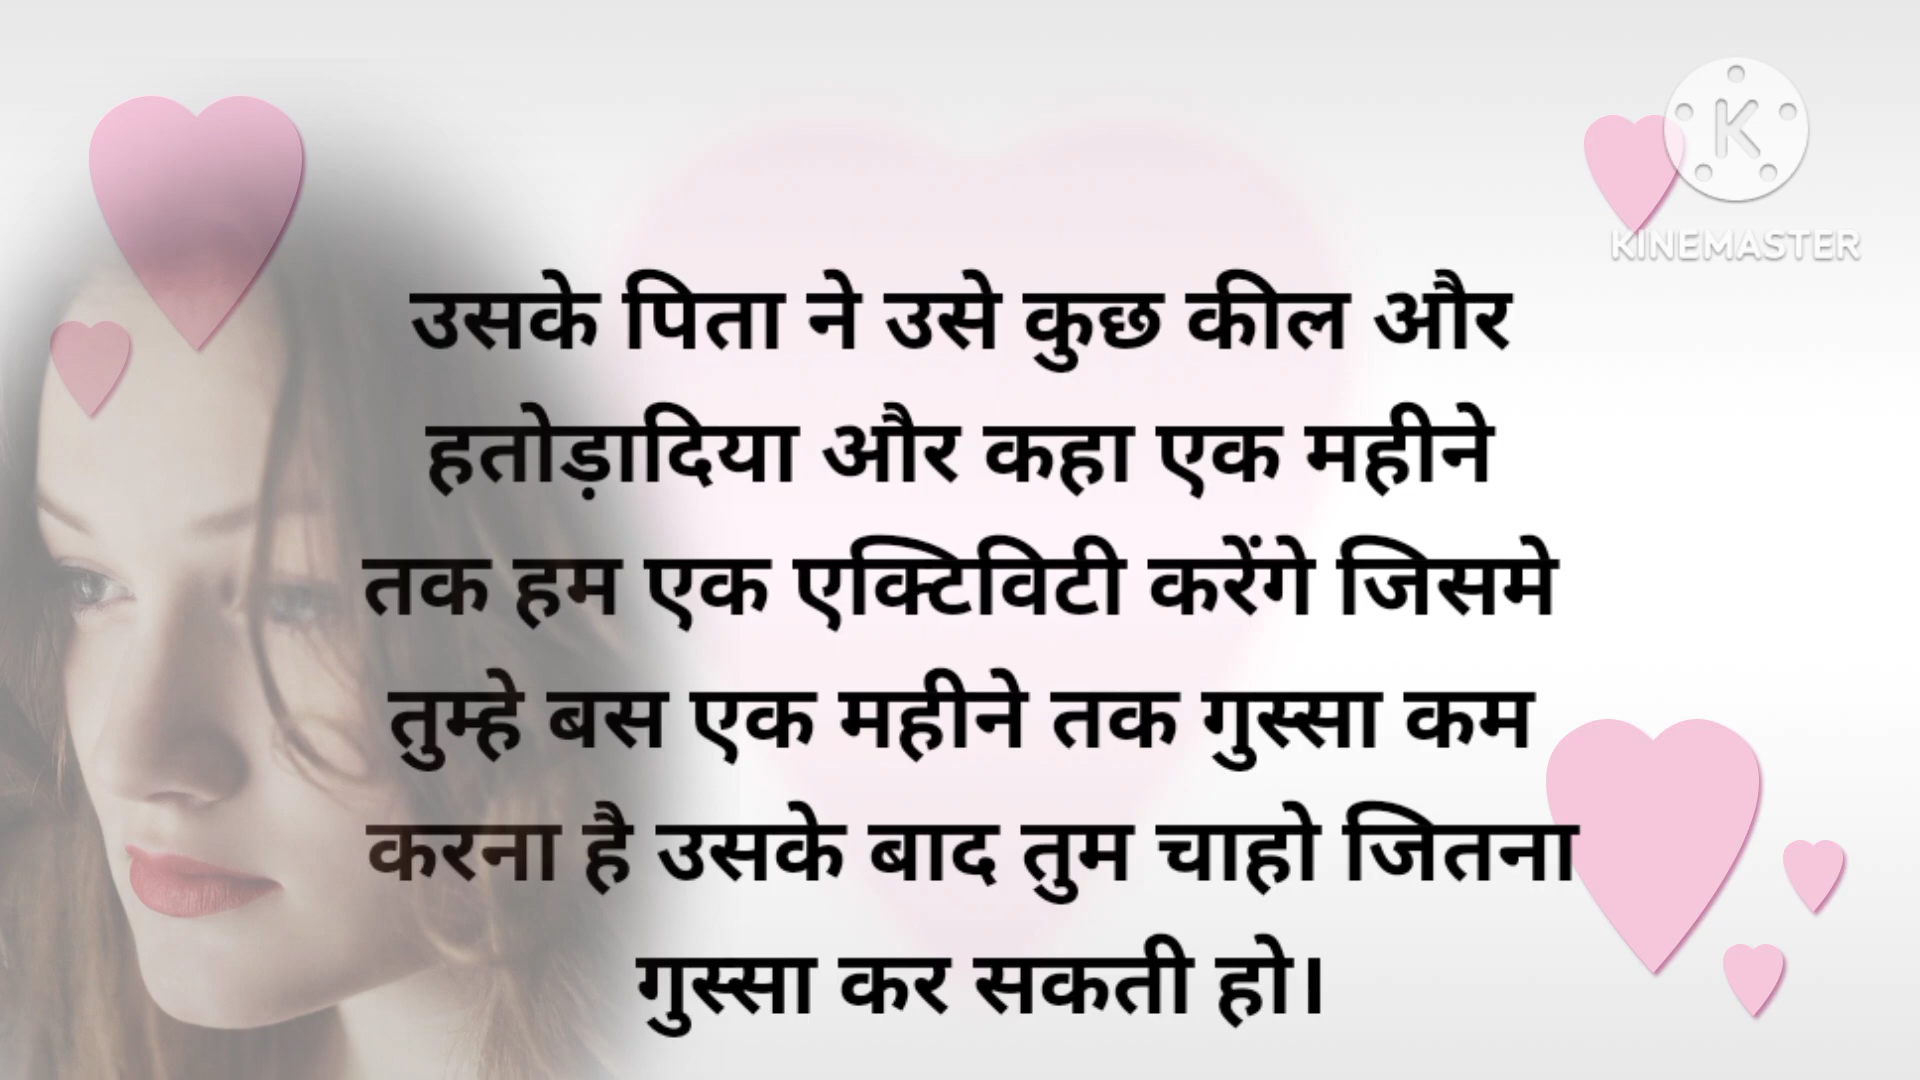 K
KINEMASTER
उसके पिता ने उसे कुछ कील और
हतोड़ादिया और कहा एक महीने
तक हम एक एक्टिविटी करेंगे जिसमे
तुम्हे बस एक महीने तक गुस्सा कम
करना है उसके बाद तुम चाहो जितना
गुस्सा कर सकती हो।